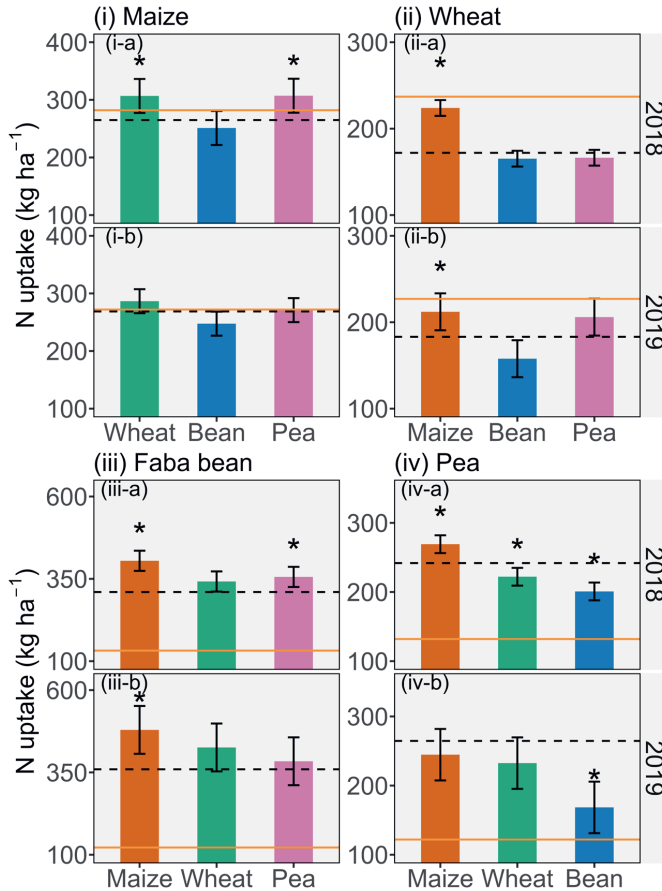 (i) Maize
(ii) Wheat
(i-a)
(ii-a)
400
300
100
*
*
*
300
200
100
2018
N uptake (kg ha⁻¹)
(i-b)
(ii-b)
400
300
200
100
*
300
200
100
2019
Wheat Bean Pea
Maize Bean Pea
(iii) Faba bean
(iv) Pea
(iii-a)
(iv-a)
600
350
100
*
*
300
200
100
*
*
*
2018
N uptake (kg ha⁻¹)
(iii-b)
(iv-b)
600
350
100
*
300
200
100
*
2019
Maize Wheat Pea
Maize Wheat Bean